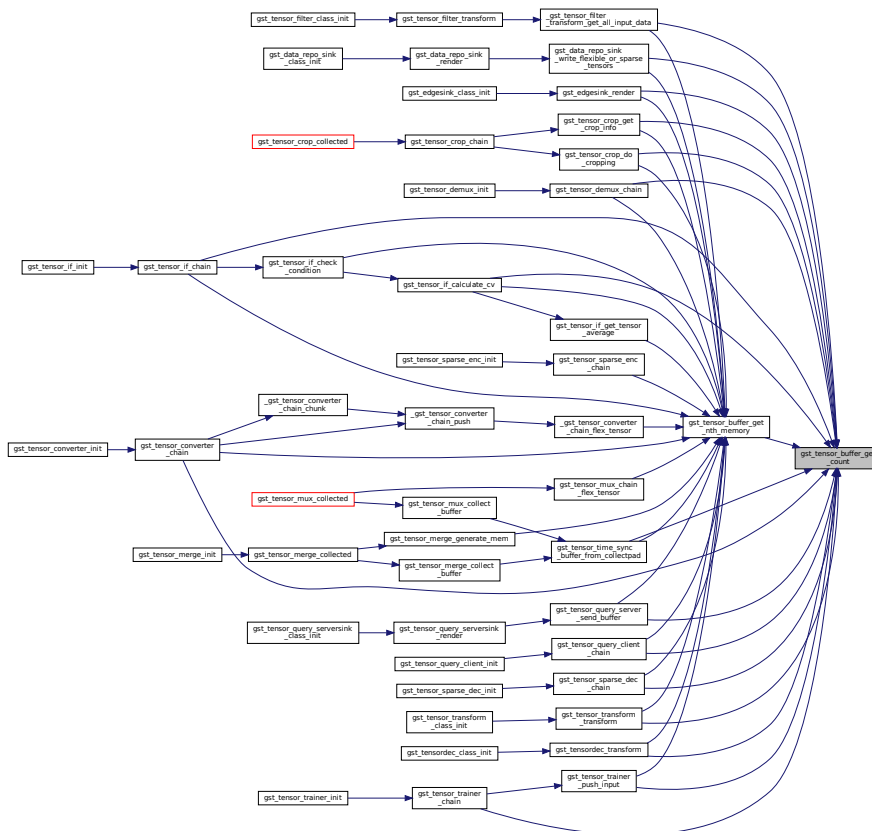 gst_tensor_filter_class_init
gst_tensor_filter_transform
gst_tensor_filter
_transform_get_all_input_data
gst_data_repo_sink
_class_init
gst_data_repo_sink
_render
gst_data_repo_sink
_write_flexible_or_sparse
_tensors
gst_edgesink_class_init
gst_edgesink_render
gst_tensor_crop_get
_crop_info
gst_tensor_crop_collected
gst_tensor_crop_chain
gst_tensor_crop_do
_cropping
gst_tensor_demux_init
gst_tensor_demux_chain
gst_tensor_if_init
gst_tensor_if_chain
gst_tensor_if_check
_condition
gst_tensor_if_calculate_cv
gst_tensor_if_get_tensor
_average
gst_tensor_sparse_enc_init
gst_tensor_sparse_enc
_chain
_gst_tensor_converter
_chain_chunk
_gst_tensor_converter
_chain_push
_gst_tensor_converter
_chain_flex_tensor
gst_tensor_buffer_get
_nth_memory
gst_tensor_converter_init
gst_tensor_converter
_chain
gst_tensor_buffer_get
_count
gst_tensor_mux_collected
gst_tensor_mux_collect
_buffer
gst_tensor_mux_chain
_flex_tensor
gst_tensor_merge_generate_mem
gst_tensor_merge_init
gst_tensor_merge_collected
gst_tensor_merge_collect
_buffer
gst_tensor_time_sync
_buffer_from_collectpad
gst_tensor_query_serversink
_class_init
gst_tensor_query_serversink
_render
gst_tensor_query_server
_send_buffer
gst_tensor_query_client_init
gst_tensor_query_client
_chain
gst_tensor_sparse_dec_init
gst_tensor_sparse_dec
_chain
gst_tensor_transform
_class_init
gst_tensor_transform
_transform
gst_tensordec_class_init
gst_tensordec_transform
gst_tensor_trainer_init
gst_tensor_trainer
_chain
gst_tensor_trainer
_push_input